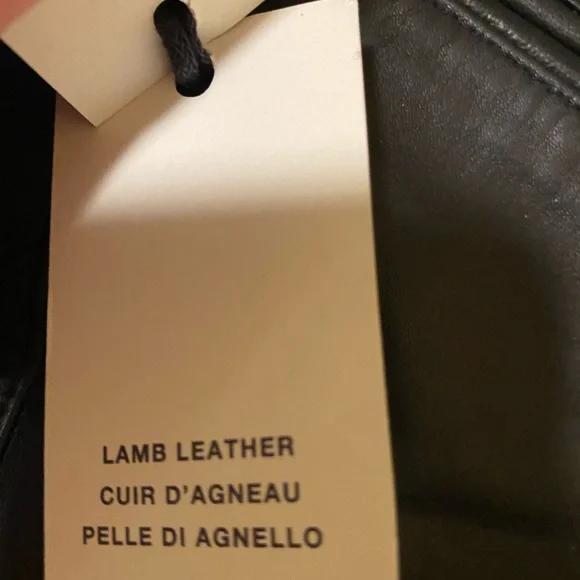 LAMB LEATHER
CUIR D'AGNEAU
PELLE DI AGNELLO